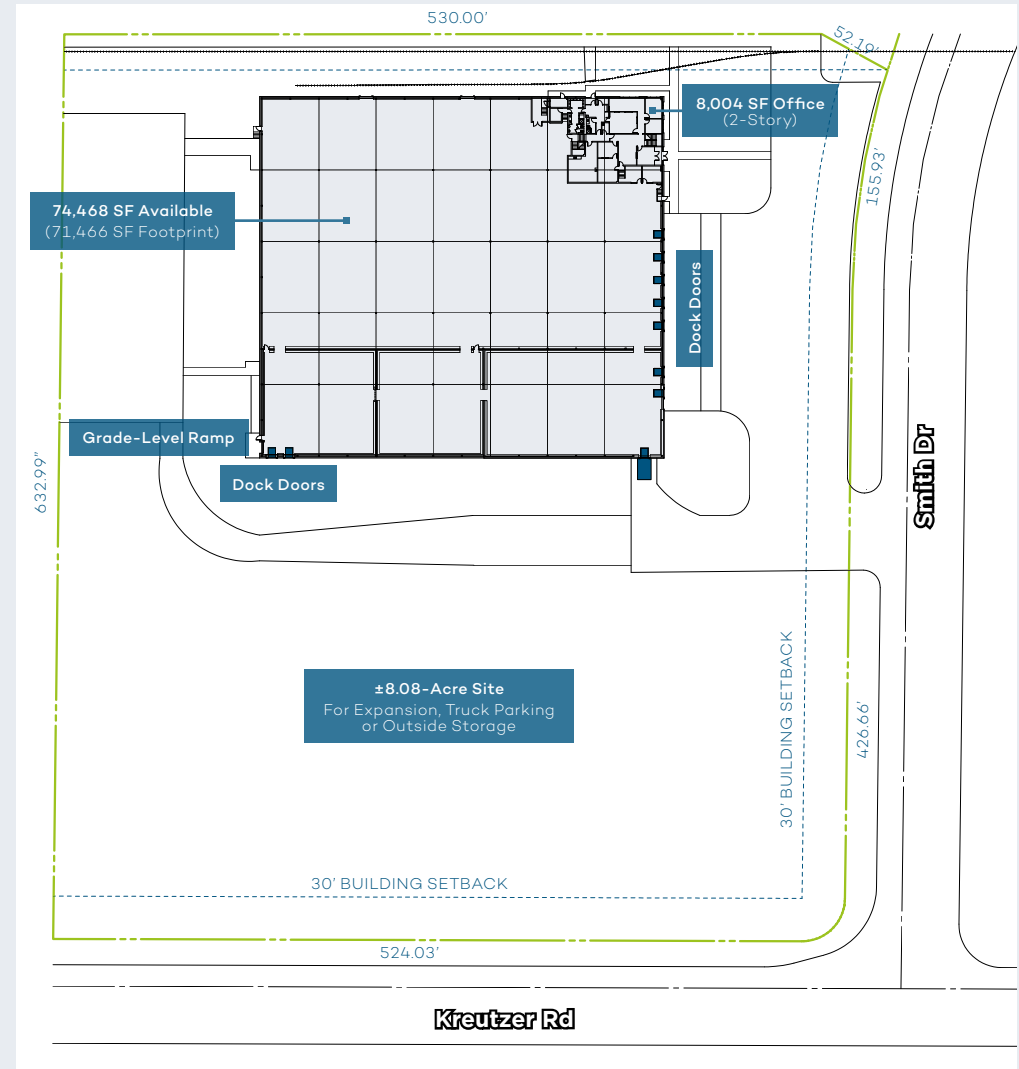 530.00'
52.19'
8,004 SF Office
(2-Story)
155.93'
74,468 SF Available
(71,466 SF Footprint)
Dock Doors
Grade-Level Ramp
Dock Doors
632.99"
Smith Dr
±8.08-Acre Site
For Expansion, Truck Parking
or Outside Storage
30' BUILDING SETBACK
426.66'
30' BUILDING SETBACK
524.03'
Kreutzer Rd